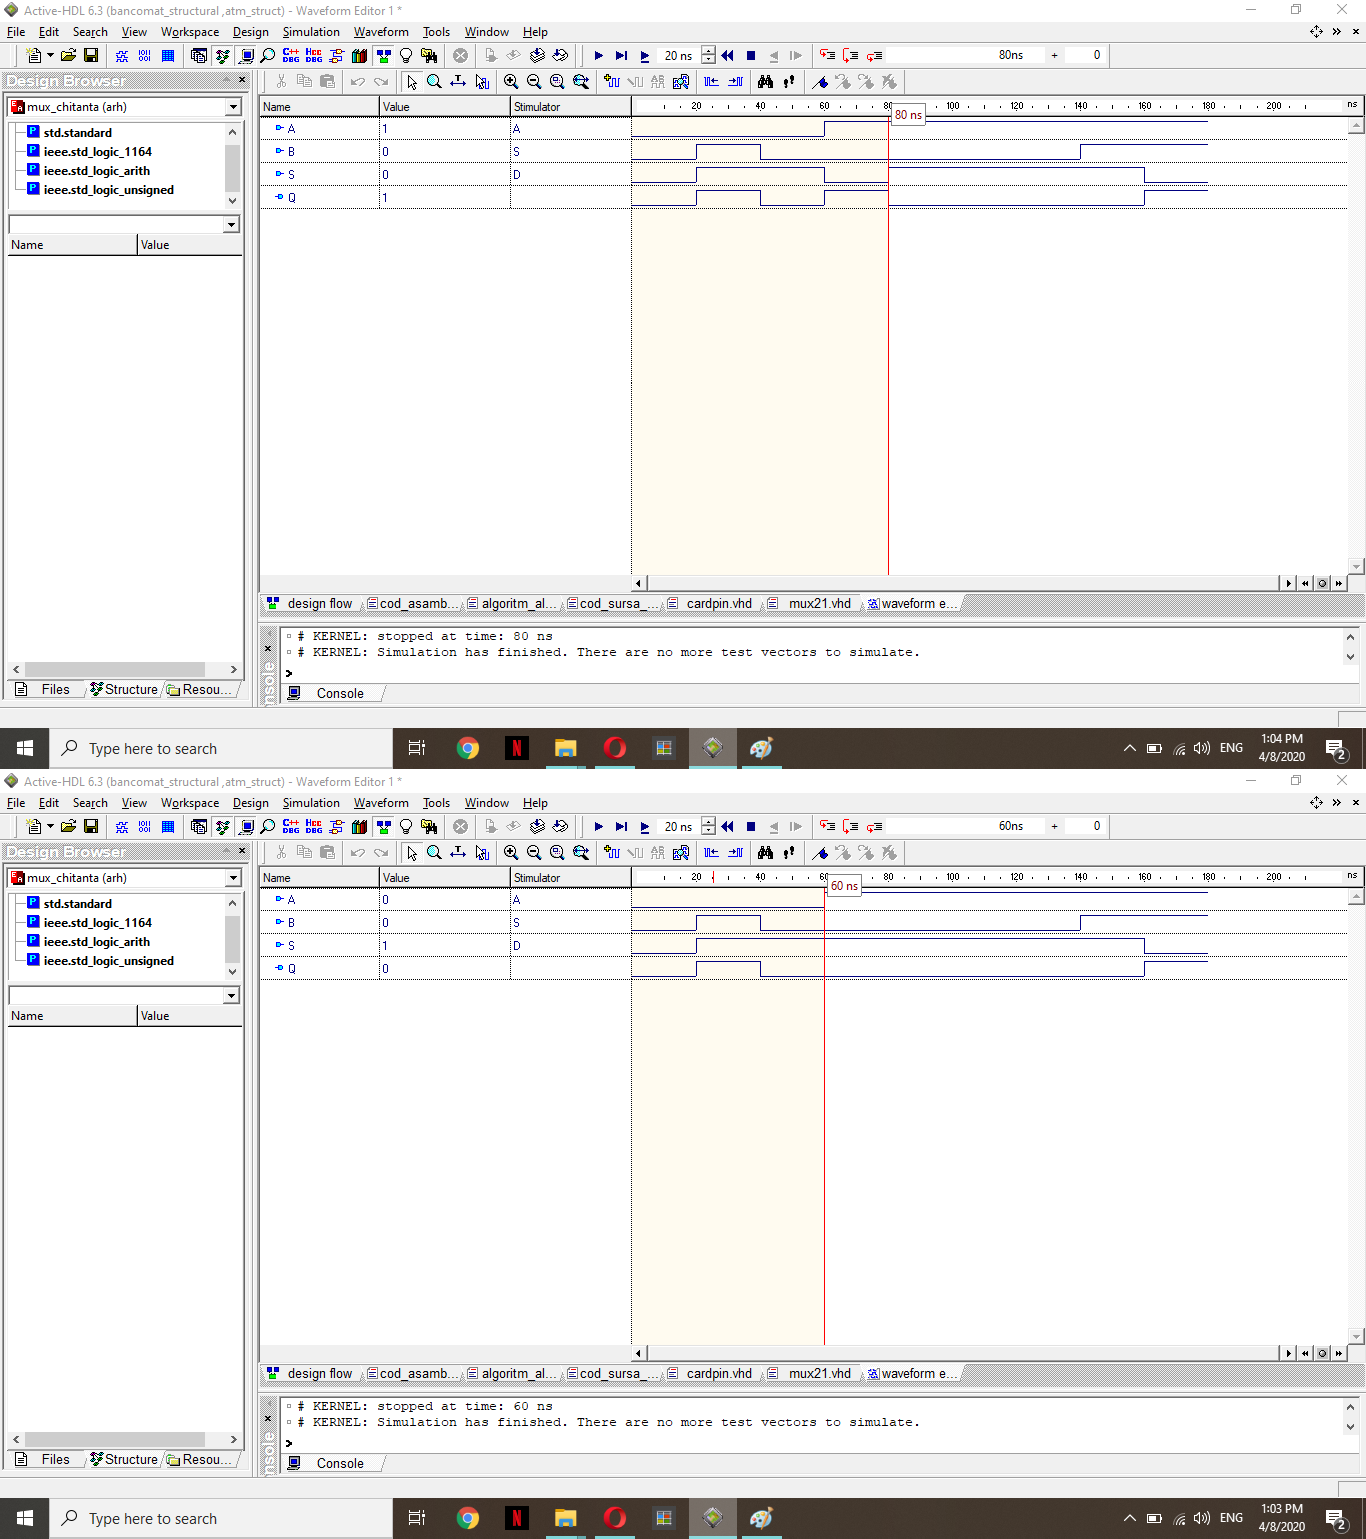 Active-HDL 6.3 (bancomat_structural ,atm_struct) - Waveform Editor 1 *
File Edit Search View Workspace Design Simulation Waveform Tools Window Help
C++ DBG HCC DBG 20 ns 80ns + 0
Design Browser
mux_chitanta (arh)
std.standard
ieee.std_logic_1164
ieee.std_logic_arith
ieee.std_logic_unsigned
Name Value
Name Value Stimulator 20 40 60 80 100 120 140 160 180 200 ns
80 ns
A 1 A
B 0 S
S 0 D
Q 1
design flow cod_asamb... algoritm_al... cod_sursa_... cardpin.vhd mux21.vhd waveform e...
# KERNEL: stopped at time: 80 ns
# KERNEL: Simulation has finished. There are no more test vectors to simulate.
>
Files Structure Resou...
Console
Type here to search
ENG 1:04 PM
4/8/2020 2
Active-HDL 6.3 (bancomat_structural ,atm_struct) - Waveform Editor 1 *
File Edit Search View Workspace Design Simulation Waveform Tools Window Help
C++ DBG HCC DBG 20 ns 60ns + 0
Design Browser
mux_chitanta (arh)
std.standard
ieee.std_logic_1164
ieee.std_logic_arith
ieee.std_logic_unsigned
Name Value
Name Value Stimulator 20 40 80 100 120 140 160 180 200 ns
60 ns
A 0 A
B 0 S
S 1 D
Q 0
design flow cod_asamb... algoritm_al... cod_sursa_... cardpin.vhd mux21.vhd waveform e...
# KERNEL: stopped at time: 60 ns
# KERNEL: Simulation has finished. There are no more test vectors to simulate.
>
Files Structure Resou...
Console
Type here to search
ENG 1:03 PM
4/8/2020 2